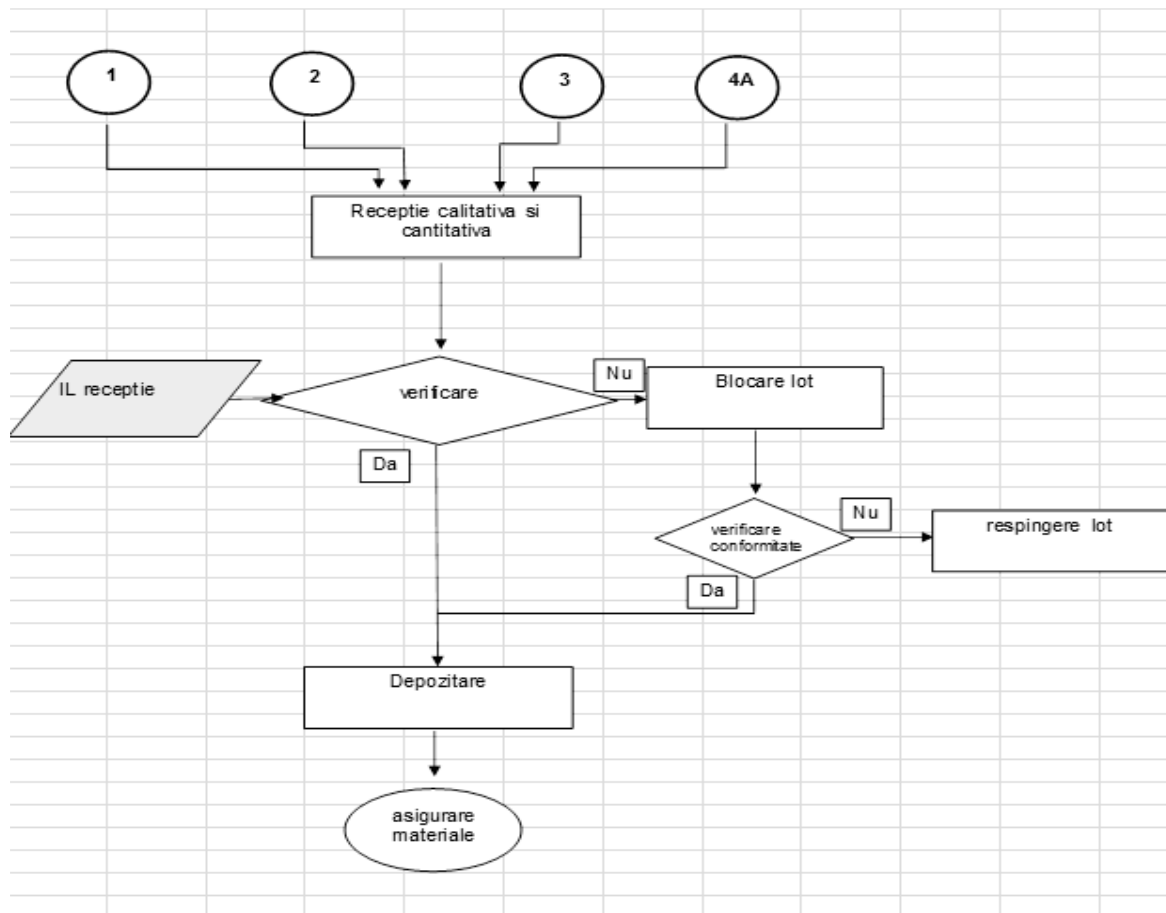 1
2
3
4A
Receptie calitativa si
cantitativa
IL receptie
verificare
Nu
Blocare lot
Da
verificare
conformitate
Nu
respingere lot
Da
Depozitare
asigurare
materiale